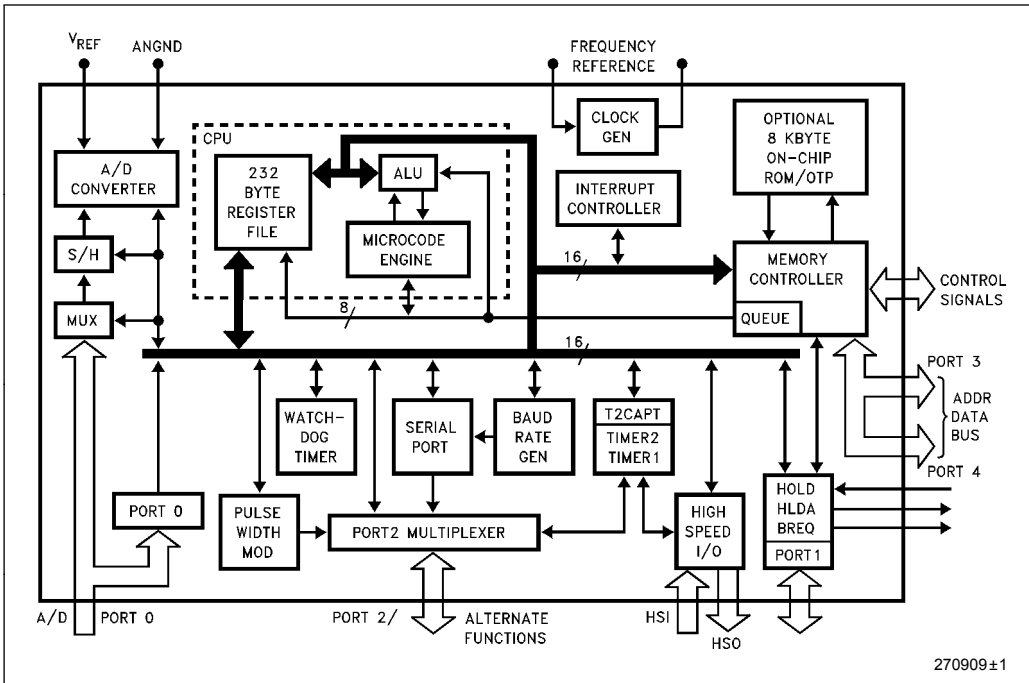 VREF
ANGND
FREQUENCY
REFERENCE
CPU
A/D
CONVERTER
S/H
MUX
232
BYTE
REGISTER
FILE
ALU
MICROCODE
ENGINE
CLOCK
GEN
INTERRUPT
CONTROLLER
OPTIONAL
8 KBYTE
ON-CHIP
ROM/OTP
MEMORY
CONTROLLER
QUEUE
CONTROL
SIGNALS
16
8
16
PORT 3
ADDR
DATA
BUS
PORT 4
WATCH-
DOG
TIMER
SERIAL
PORT
BAUD
RATE
GEN
T2CAPT
TIMER2
TIMER1
PORT 0
PULSE
WIDTH
MOD
PORT2 MULTIPLEXER
HIGH
SPEED
I/O
HOLD
HLDA
BREQ
PORT1
A/D
PORT 0
PORT 2/
ALTERNATE
FUNCTIONS
HSI
HSO
270909±1